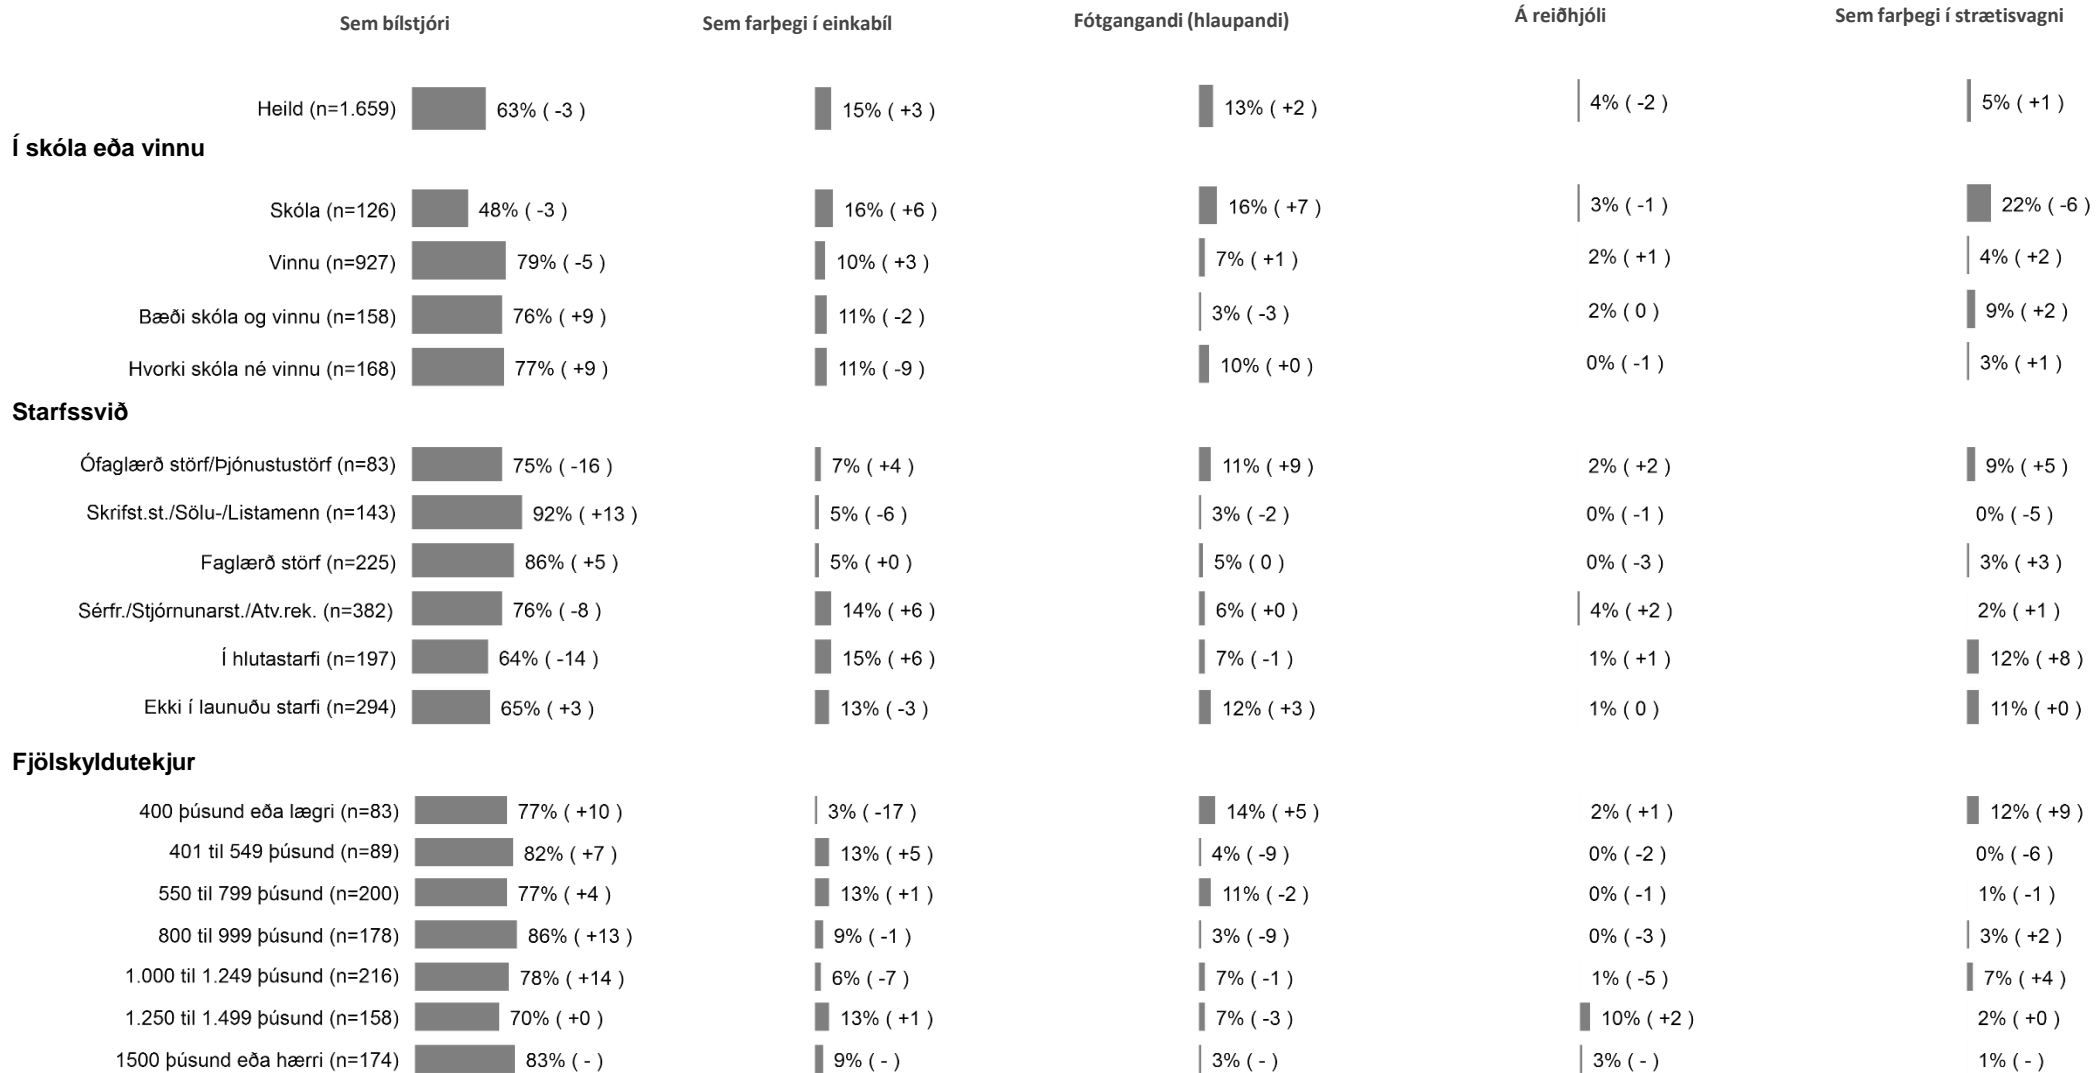 Sem bílstjóri Sem farþegi í einkabíl Fótgangandi (hlaupandi) Á reiðhjóli Sem farþegi í strætisvagni
Heild (n=1.659) 63% ( -3 ) 15% ( +3 ) 13% ( +2 ) 4% ( -2 ) 5% ( +1 )
Í skóla eða vinnu
Skóla (n=126) 48% ( -3 ) 16% ( +6 ) 16% ( +7 ) 3% ( -1 ) 22% ( -6 )
Vinnu (n=927) 79% ( -5 ) 10% ( +3 ) 7% ( +1 ) 2% ( +1 ) 4% ( +2 )
Bæði skóla og vinnu (n=158) 76% ( +9 ) 11% ( -2 ) 3% ( -3 ) 2% ( 0 ) 9% ( +2 )
Hvorki skóla né vinnu (n=168) 77% ( +9 ) 11% ( -9 ) 10% ( +0 ) 0% ( -1 ) 3% ( +1 )
Starfssvið
Ófaglærð störf/Þjónustustörf (n=83) 75% ( -16 ) 7% ( +4 ) 11% ( +9 ) 2% ( +2 ) 9% ( +5 )
Skrifst.st./Sölu-/Listamenn (n=143) 92% ( +13 ) 5% ( -6 ) 3% ( -2 ) 0% ( -1 ) 0% ( -5 )
Faglærð störf (n=225) 86% ( +5 ) 5% ( +0 ) 5% ( 0 ) 0% ( -3 ) 3% ( +3 )
Sérfr./Stjórnunarst./Atv.rek. (n=382) 76% ( -8 ) 14% ( +6 ) 6% ( +0 ) 4% ( +2 ) 2% ( +1 )
Í hlutastarfi (n=197) 64% ( -14 ) 15% ( +6 ) 7% ( -1 ) 1% ( +1 ) 12% ( +8 )
Ekki í launuðu starfi (n=294) 65% ( +3 ) 13% ( -3 ) 12% ( +3 ) 1% ( 0 ) 11% ( +0 )
Fjölskyldutekjur
400 þúsund eða lægri (n=83) 77% ( +10 ) 3% ( -17 ) 14% ( +5 ) 2% ( +1 ) 12% ( +9 )
401 til 549 þúsund (n=89) 82% ( +7 ) 13% ( +5 ) 4% ( -9 ) 0% ( -2 ) 0% ( -6 )
550 til 799 þúsund (n=200) 77% ( +4 ) 13% ( +1 ) 11% ( -2 ) 0% ( -1 ) 1% ( -1 )
800 til 999 þúsund (n=178) 86% ( +13 ) 9% ( -1 ) 3% ( -9 ) 0% ( -3 ) 3% ( +2 )
1.000 til 1.249 þúsund (n=216) 78% ( +14 ) 6% ( -7 ) 7% ( -1 ) 1% ( -5 ) 7% ( +4 )
1.250 til 1.499 þúsund (n=158) 70% ( +0 ) 13% ( +1 ) 7% ( -3 ) 10% ( +2 ) 2% ( +0 )
1500 þúsund eða hærri (n=174) 83% ( - ) 9% ( - ) 3% ( - ) 3% ( - ) 1% ( - )